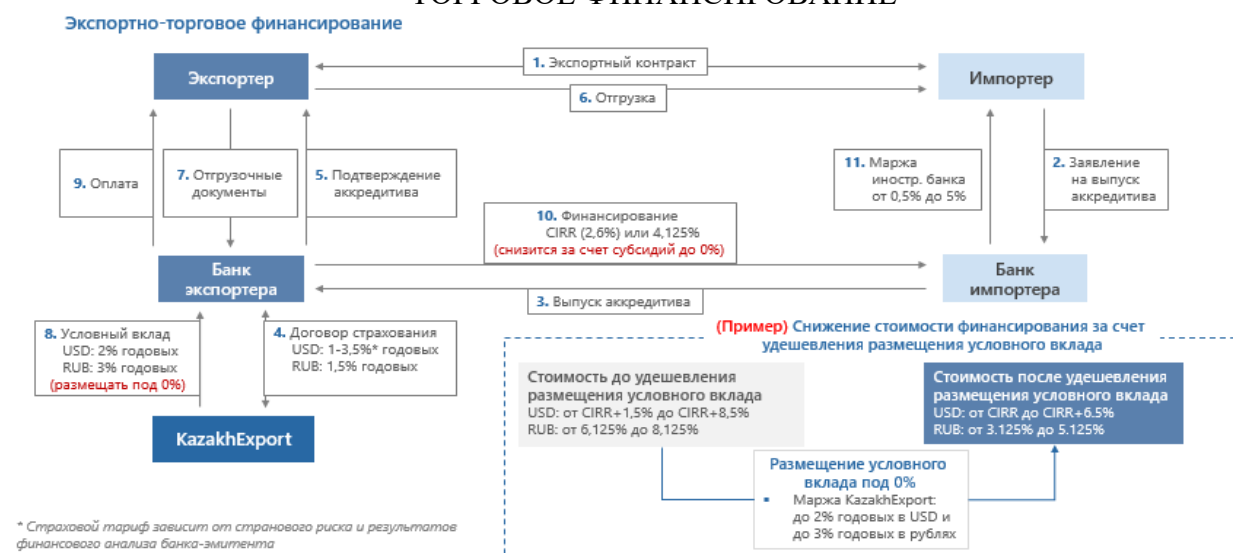 ТОРГОВОЕ ФИНАНСИРОВАНИЕ
Экспортно-торговое финансирование
Экспортер
1. Экспортный контракт
Импортер
6. Отгрузка
9. Оплата
7. Отгрузочные
документы
5. Подтверждение
аккредитива
11. Маржа
иностр. банка
от 0,5% до 5%
2. Заявление
на выпуск
аккредитива
10. Финансирование
CIRR (2,6%) или 4,125%
(снизится за счет субсидий до 0%)
Банк
экспортера
Банк
импортера
3. Выпуск аккредитива
8. Условный вклад
USD: 2% годовых
RUB: 3% годовых
(размещать под 0%)
4. Договор страхования
USD: 1-3,5%* годовых
RUB: 1,5% годовых
KazakhExport
(Пример) Снижение стоимости финансирования за счет
удешевления размещения условного вклада
Стоимость до удешевления
размещения условного вклада
USD: от CIRR+1,5% до CIRR+8,5%
RUB: от 6,125% до 8,125%
Стоимость после удешевления
размещения условного вклада
USD: от CIRR до CIRR+6.5%
RUB: от 3.125% до 5.125%
Размещение условного
вклада под 0%
▪ Маржа KazakhExport:
до 2% годовых в USD и
до 3% годовых в рублях
* Страховой тариф зависит от странового риска и результатов
финансового анализа банка-эмитента